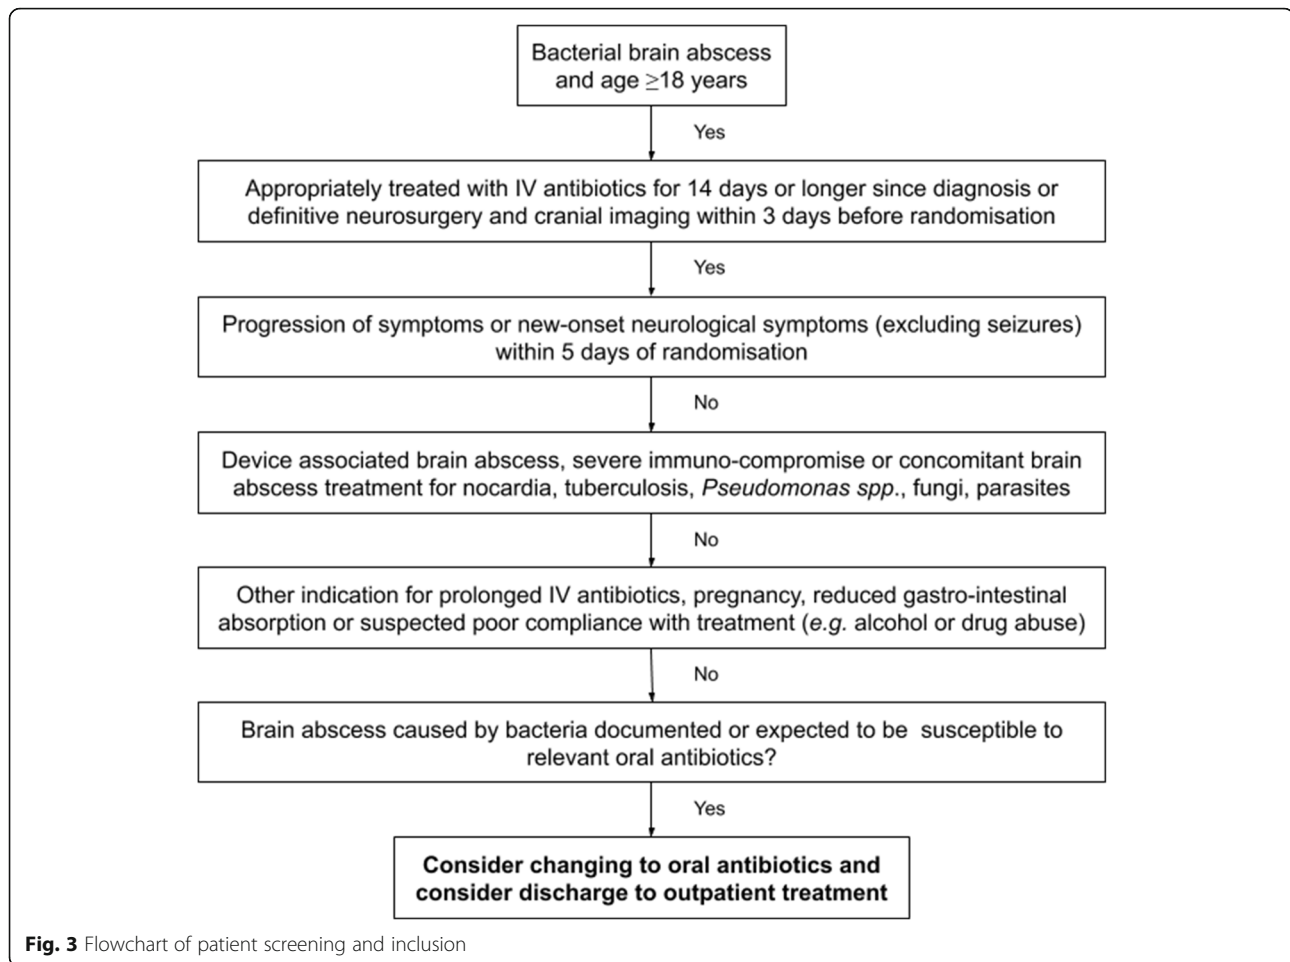 Bacterial brain abscess
and age ≥18 years
Yes
Appropriately treated with IV antibiotics for 14 days or longer since diagnosis or
definitive neurosurgery and cranial imaging within 3 days before randomisation
Yes
Progression of symptoms or new-onset neurological symptoms (excluding seizures)
within 5 days of randomisation
No
Device associated brain abscess, severe immuno-compromise or concomitant brain
abscess treatment for nocardia, tuberculosis, Pseudomonas spp., fungi, parasites
No
Other indication for prolonged IV antibiotics, pregnancy, reduced gastro-intestinal
absorption or suspected poor compliance with treatment (e.g. alcohol or drug abuse)
No
Brain abscess caused by bacteria documented or expected to be susceptible to
relevant oral antibiotics?
Yes
Consider changing to oral antibiotics and
consider discharge to outpatient treatment
Fig. 3 Flowchart of patient screening and inclusion